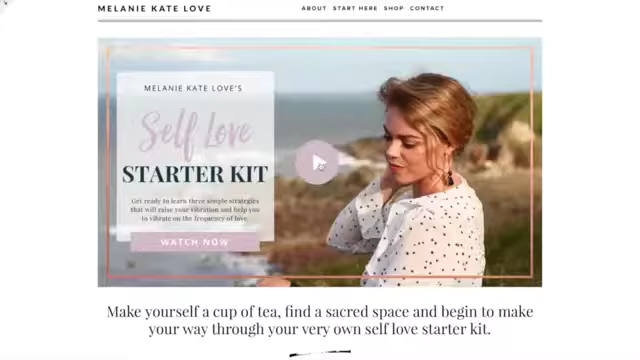 MELANIE KATE LOVE
ABOUT START HERE SHOP CONTACT
MELANIE KATE LOVE'S
Self Love
STARTER KIT
Get ready to learn three simple strategies
that will raise your vibration and help you
to vibrate on the frequency of love
WATCH NOW
Make yourself a cup of tea, find a sacred space and begin to make
your way through your very own self love starter kit.